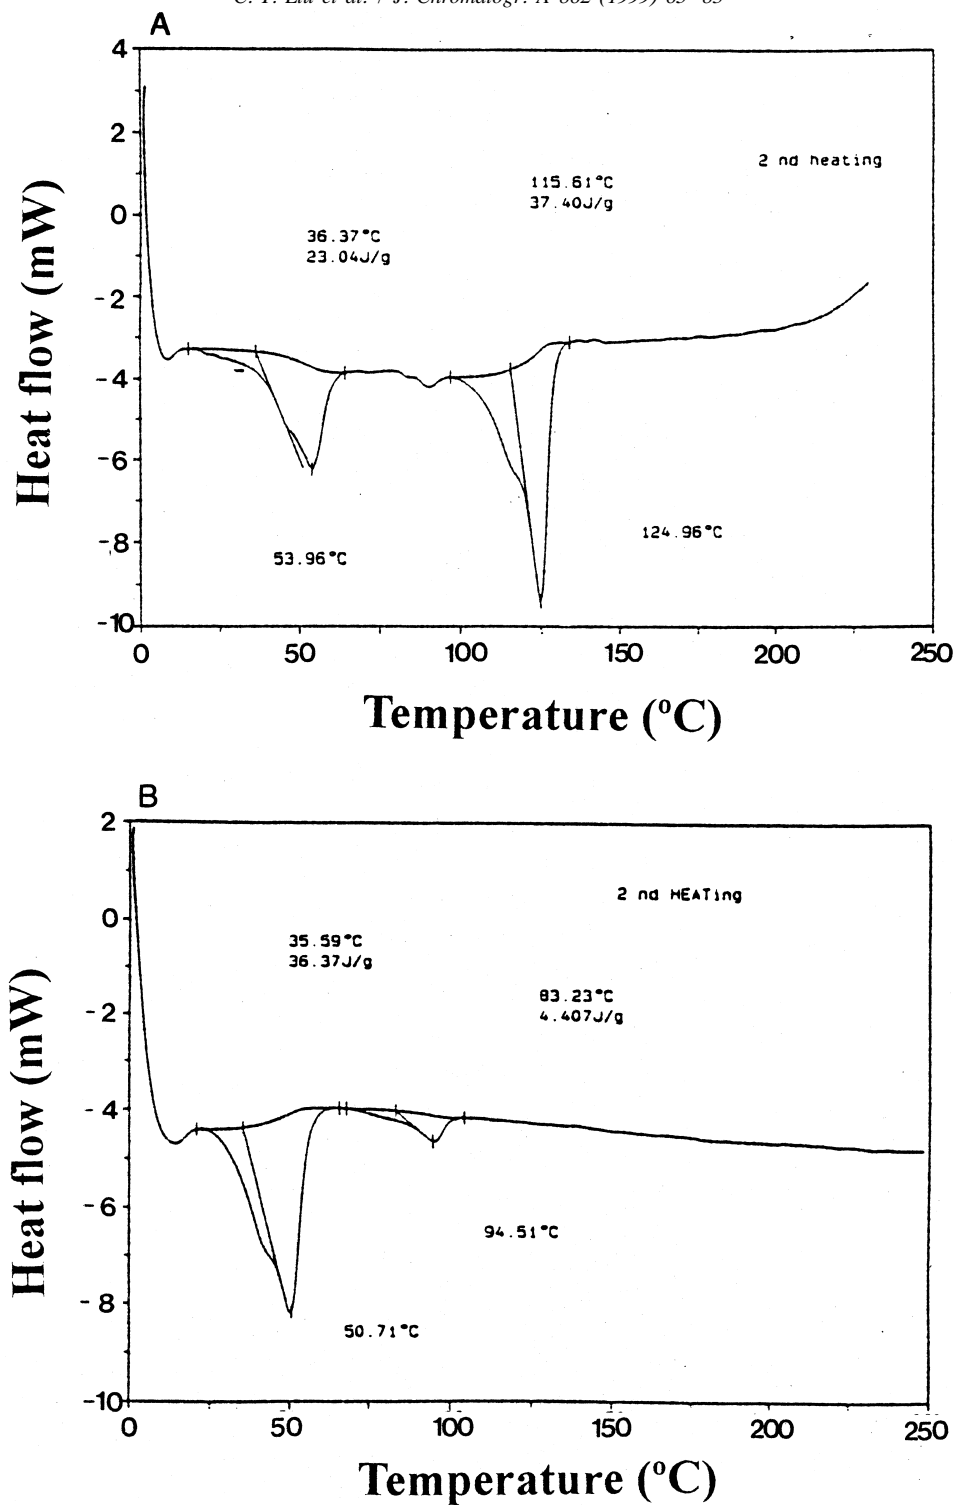 A
4
2
0
-2
-4
-6
-8
-10
Heat flow (mW)
2 nd heating
115.61°C
37.40J/g
36.37°C
23.04J/g
124.96°C
53.96°C
0 50 100 150 200 250
Temperature (ºC)
B
2
0
-2
-4
-6
-8
-10
Heat flow (mW)
2 nd HEATing
35.59°C
36.37J/g
83.23°C
4.407J/g
94.51°C
50.71°C
0 50 100 150 200 250
Temperature (ºC)